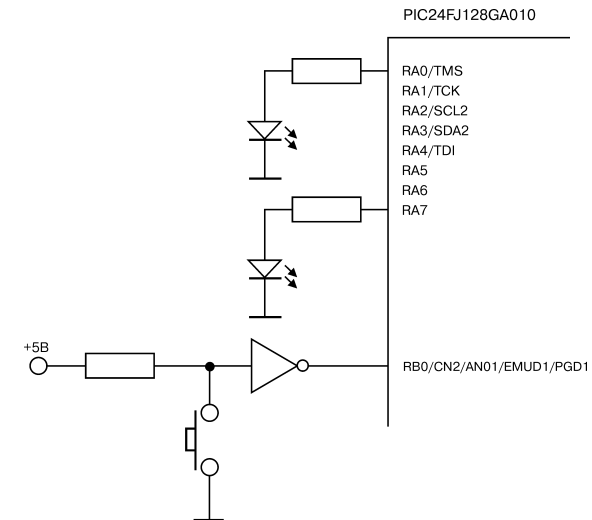 PIC24FJ128GA010
RA0/TMS
RA1/TCK
RA2/SCL2
RA3/SDA2
RA4/TDI
RA5
RA6
RA7
+5В
RB0/CN2/AN01/EMUD1/PGD1